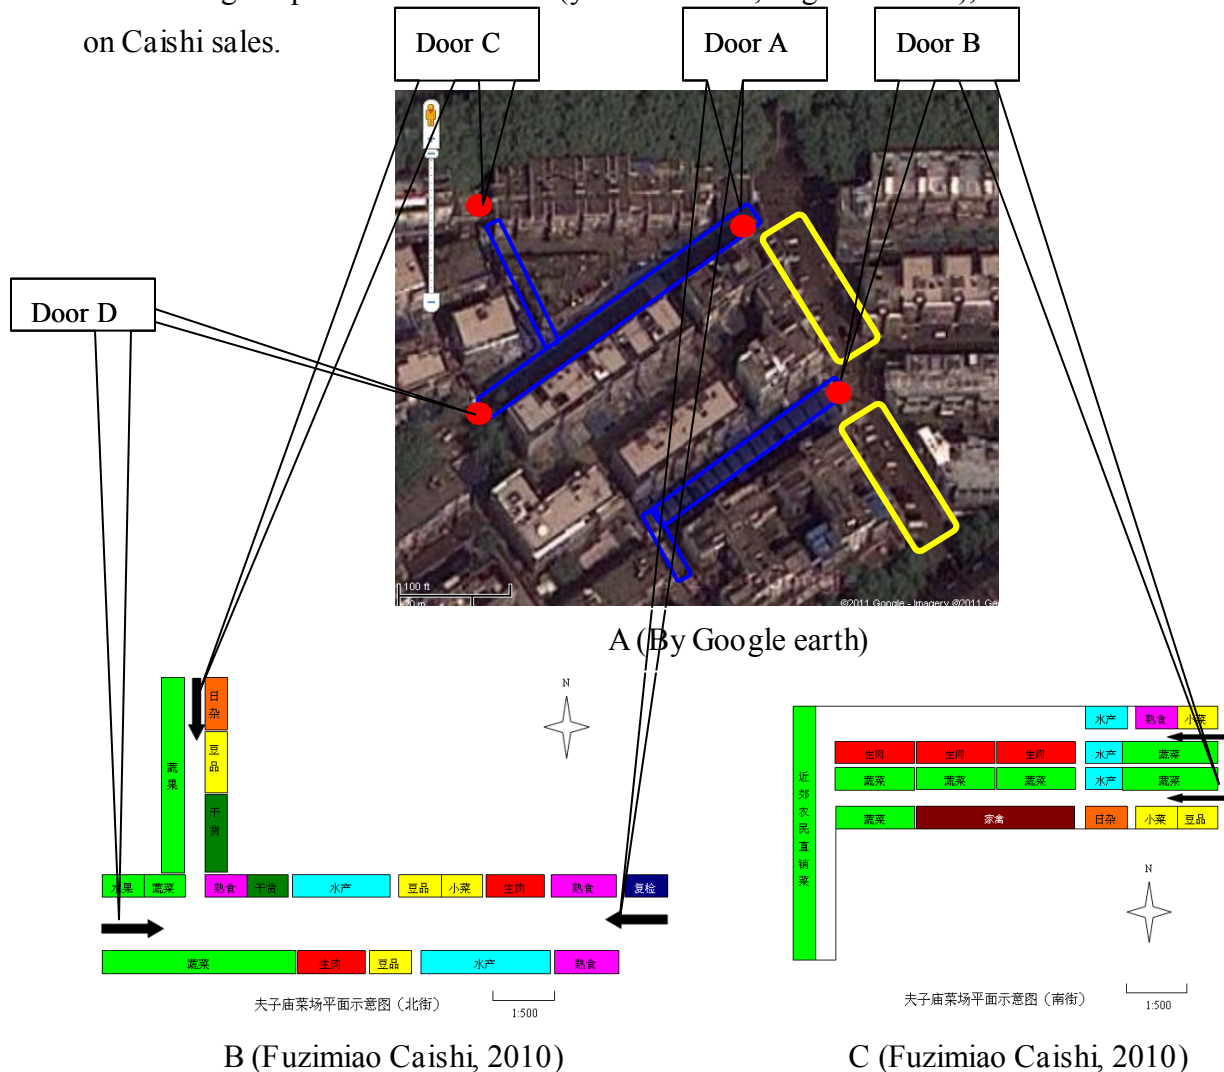 on Caishi sales.
Door C
Door A
Door B
Door D
100 ft
20 m
©2011 Google - Imagery ©2011
A (By Google earth)
N
日杂
豆品
干货
蔬果
水果 蔬菜 熟食 干货 水产 豆品 小菜 生肉 熟食 复检
蔬菜 生肉 豆品 水产 熟食
夫子庙菜场平面示意图（北街）
1:500
B (Fuzimiao Caishi, 2010)
水产 熟食 小菜
生肉 生肉 生肉 水产 蔬菜
蔬菜 蔬菜 蔬菜 水产 蔬菜
蔬菜 家禽 日杂 小菜 豆品
近郊农民直销菜
N
夫子庙菜场平面示意图（南街）
1:500
C (Fuzimiao Caishi, 2010)